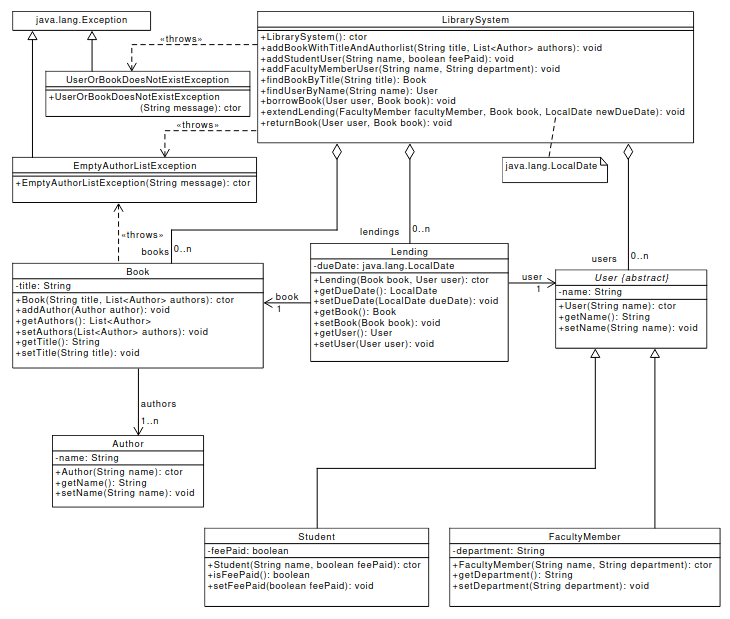 java.lang.Exception
LibrarySystem
+LibrarySystem(): ctor
+addBookWithTitleAndAuthorlist(String title, List<Author> authors): void
+addStudentUser(String name, boolean feePaid): void
+addFacultyMemberUser(String name, String department): void
+findBookByTitle(String title): Book
+findUserByName(String name): User
+borrowBook(User user, Book book): void
+extendLending(FacultyMember facultyMember, Book book, LocalDate newDueDate): void
+returnBook(User user, Book book): void
«throws»
UserOrBookDoesNotExistException
+UserOrBookDoesNotExistException
(String message): ctor
«throws»
EmptyAuthorListException
+EmptyAuthorListException(String message): ctor
java.lang.LocalDate
«throws»
books
0..n
lendings
0..n
users
0..n
Book
-title: String
+Book(String title, List<Author> authors): ctor
+addAuthor(Author author): void
+getAuthors(): List<Author>
+setAuthors(List<Author> authors): void
+getTitle(): String
+setTitle(String title): void
book
1
Lending
-dueDate: java.lang.LocalDate
+Lending(Book book, User user): ctor
+getDueDate(): LocalDate
+setDueDate(LocalDate dueDate): void
+getBook(): Book
+setBook(Book book): void
+getUser(): User
+setUser(User user): void
user
1
User {abstract}
-name: String
+User(String name): ctor
+getName(): String
+setName(String name): void
authors
1..n
Author
-name: String
+Author(String name): ctor
+getName(): String
+setName(String name): void
Student
-feePaid: boolean
+Student(String name, boolean feePaid): ctor
+isFeePaid(): boolean
+setFeePaid(boolean feePaid): void
FacultyMember
-department: String
+FacultyMember(String name, String department): ctor
+getDepartment(): String
+setDepartment(String department): void